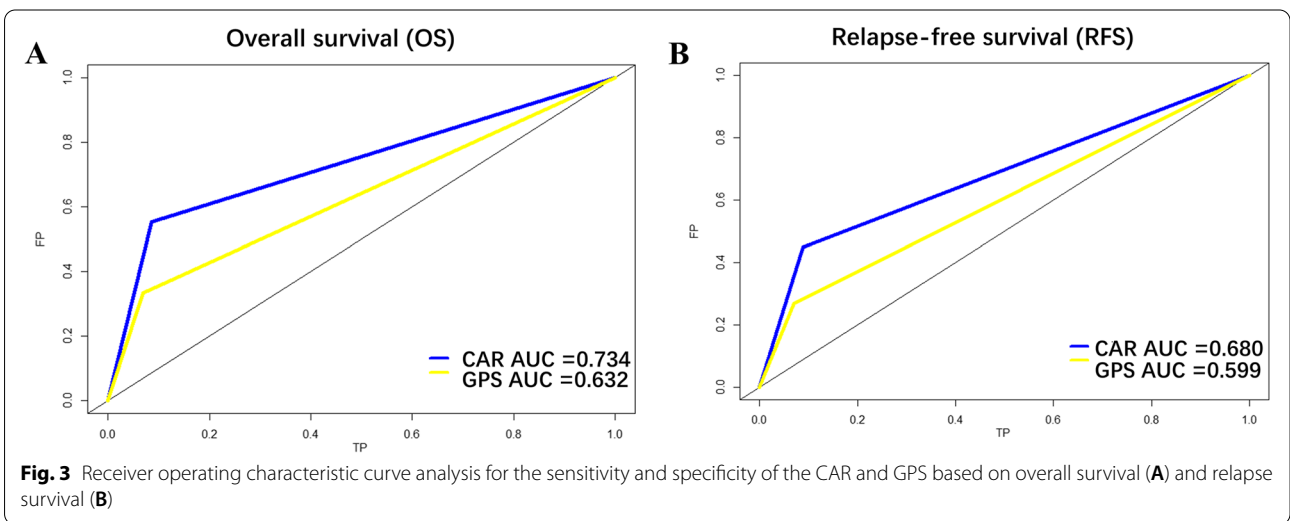 A
Overall survival (OS)
1.0
0.8
0.6
0.4
0.2
0.0
FP
CAR AUC =0.734
GPS AUC =0.632
0.0 0.2 0.4 0.6 0.8 1.0
TP
B
Relapse-free survival (RFS)
1.0
0.8
0.6
0.4
0.2
0.0
FP
CAR AUC =0.680
GPS AUC =0.599
0.0 0.2 0.4 0.6 0.8 1.0
TP
Fig. 3 Receiver operating characteristic curve analysis for the sensitivity and specificity of the CAR and GPS based on overall survival (A) and relapse
survival (B)